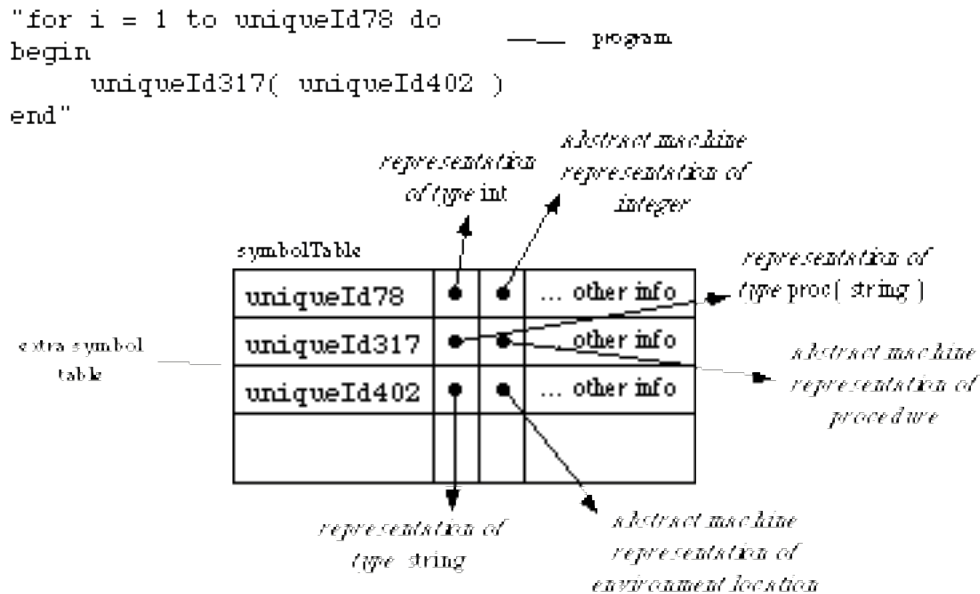 "for i = 1 to uniqueId78 do
program
begin
uniqueId317( uniqueId402 )
end"
representation
of type int
abstract machine
representation of
integer
symbolTable
uniqueId78 ... other info
uniqueId317 ... other info
uniqueId402 ... other info
representation of
type proc( string )
extra symbol
table
abstract machine
representation of
procedure
representation of
type string
abstract machine
representation of
environment location